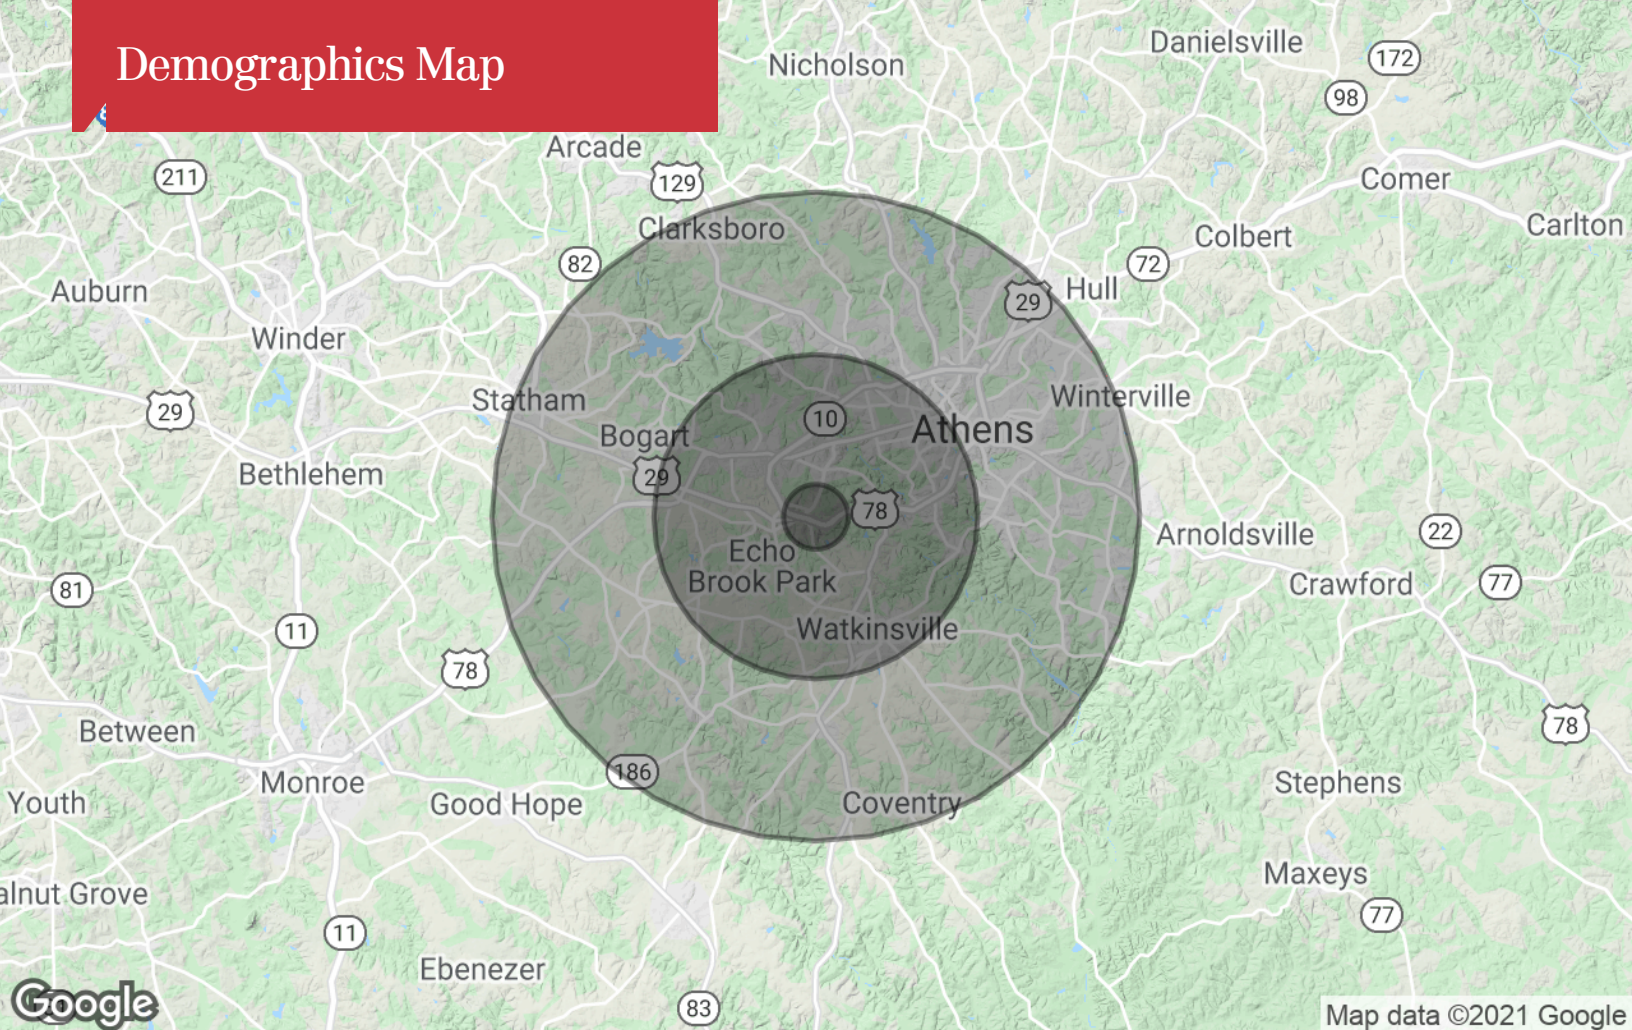 Demographics Map
Nicholson
Danielsville
172
98
Arcade
211
129
Comer
Clarksboro
Carlton
Colbert
82
72
Auburn
Hull
29
Winder
Statham
Winterville
29
10
Athens
Bogart
Bethlehem
29
78
22
Arnoldsville
Echo
Brook Park
Crawford
77
81
11
Watkinsville
78
Between
78
186
Monroe
Stephens
Youth
Good Hope
Coventry
Maxeys
alnut Grove
77
11
Ebenezer
Google
83
Map data ©2021 Google